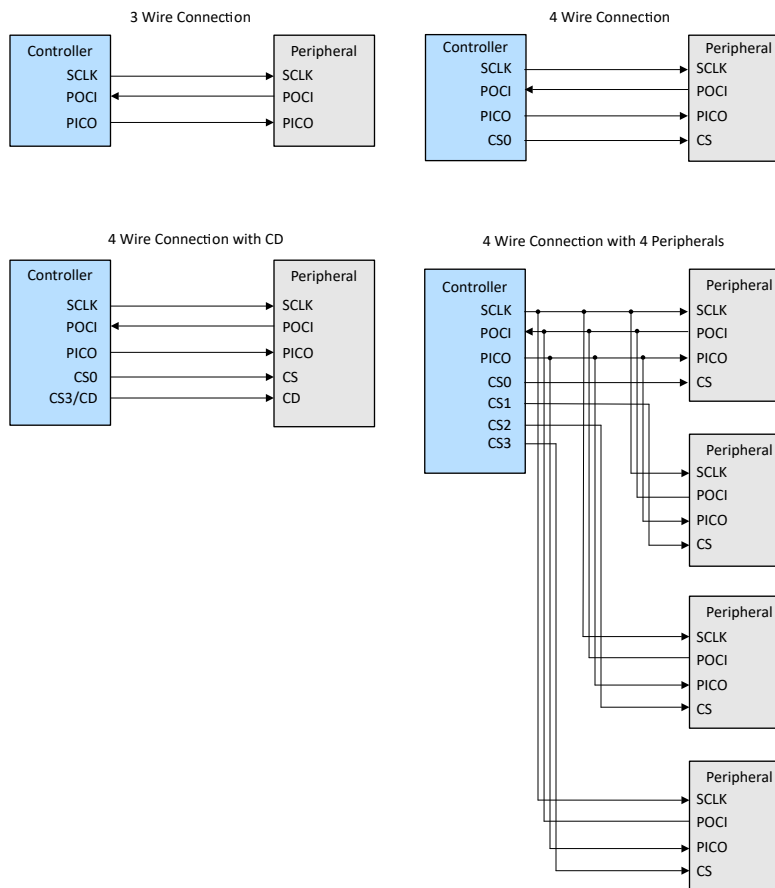 3 Wire Connection
Controller
SCLK
POCI
PICO
Peripheral
SCLK
POCI
PICO
4 Wire Connection
Controller
SCLK
POCI
PICO
CS0
Peripheral
SCLK
POCI
PICO
CS
4 Wire Connection with CD
Controller
SCLK
POCI
PICO
CS0
CS3/CD
Peripheral
SCLK
POCI
PICO
CS
CD
4 Wire Connection with 4 Peripherals
Controller
SCLK
POCI
PICO
CS0
CS1
CS2
CS3
Peripheral
SCLK
POCI
PICO
CS
Peripheral
SCLK
POCI
PICO
CS
Peripheral
SCLK
POCI
PICO
CS
Peripheral
SCLK
POCI
PICO
CS